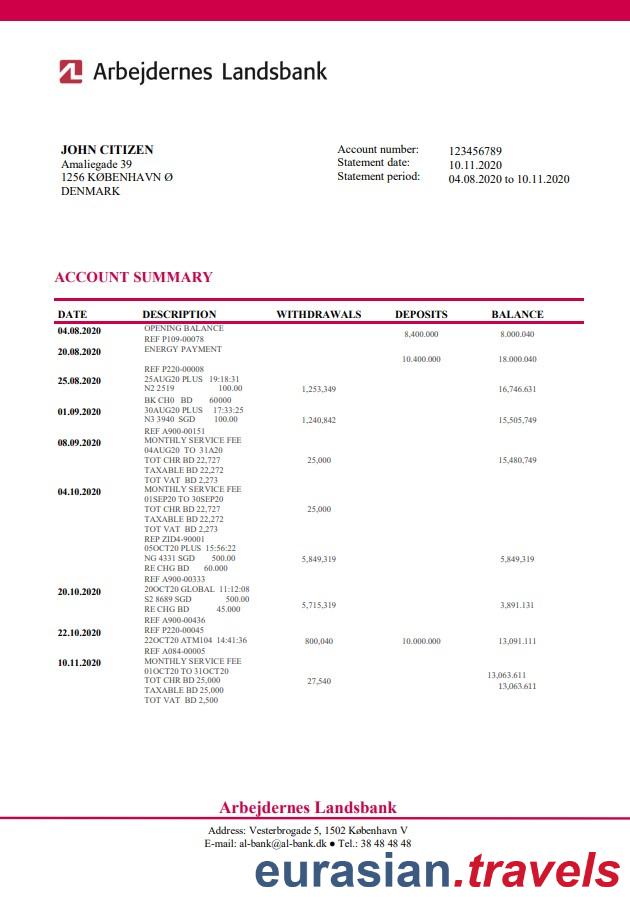 Arbejdernes Landsbank
JOHN CITIZEN
Amaliegade 39
1256 KØBENHAVN Ø
DENMARK
Account number: 123456789
Statement date: 10.11.2020
Statement period: 04.08.2020 to 10.11.2020
ACCOUNT SUMMARY
DATE DESCRIPTION WITHDRAWALS DEPOSITS BALANCE
04.08.2020 OPENING BALANCE
8,400.000 8.000.040
REF P109-00078
20.08.2020 ENERGY PAYMENT
10.400.000 18.000.040
REF P220-00008
25.08.2020 25AUG20 PLUS 19:18:31
N2 2519 100.00 1,253,349 16,746.631
BK CH0 BD 60000
01.09.2020 30AUG20 PLUS 17:33:25
N3 3940 SGD 100.00 1,240,842 15,505,749
REF A900-00151
08.09.2020 MONTHLY SERVICE FEE
04AUG20 TO 31A20
TOT CHR BD 22,727 25,000 15,480,749
TAXABLE BD 22,272
TOT VAT BD 2,273
04.10.2020 MONTHLY SERVICE FEE
01SEP20 TO 30SEP20
TOT CHR BD 22,727 25,000
TAXABLE BD 22,272
TOT VAT BD 2,273
REP ZID4-90001
05OCT20 PLUS 15:56:22
NG 4331 SGD 500.00 5,849,319 5,849,319
RE CHG BD 60.000
REF A900-00333
20.10.2020 20OCT20 GLOBAL 11:12:08
S2 8689 SGD 500.00
RE CHG BD 45.000 5,715,319 3,891.131
REF A900-00436
22.10.2020 REF P220-00045
22OCT20 ATM104 14:41:36 800,040 10.000.000 13,091.111
REF A084-00005
10.11.2020 MONTHLY SERVICE FEE
01OCT20 TO 31OCT20 13,063.611
TOT CHR BD 25,000 27,540
TAXABLE BD 25,000 13,063.611
TOT VAT BD 2,500
Arbejdernes Landsbank
Address: Vesterbrogade 5, 1502 København V
E-mail: al-bank@al-bank.dk ● Tel.: 38 48 48 48
eurasian.travels